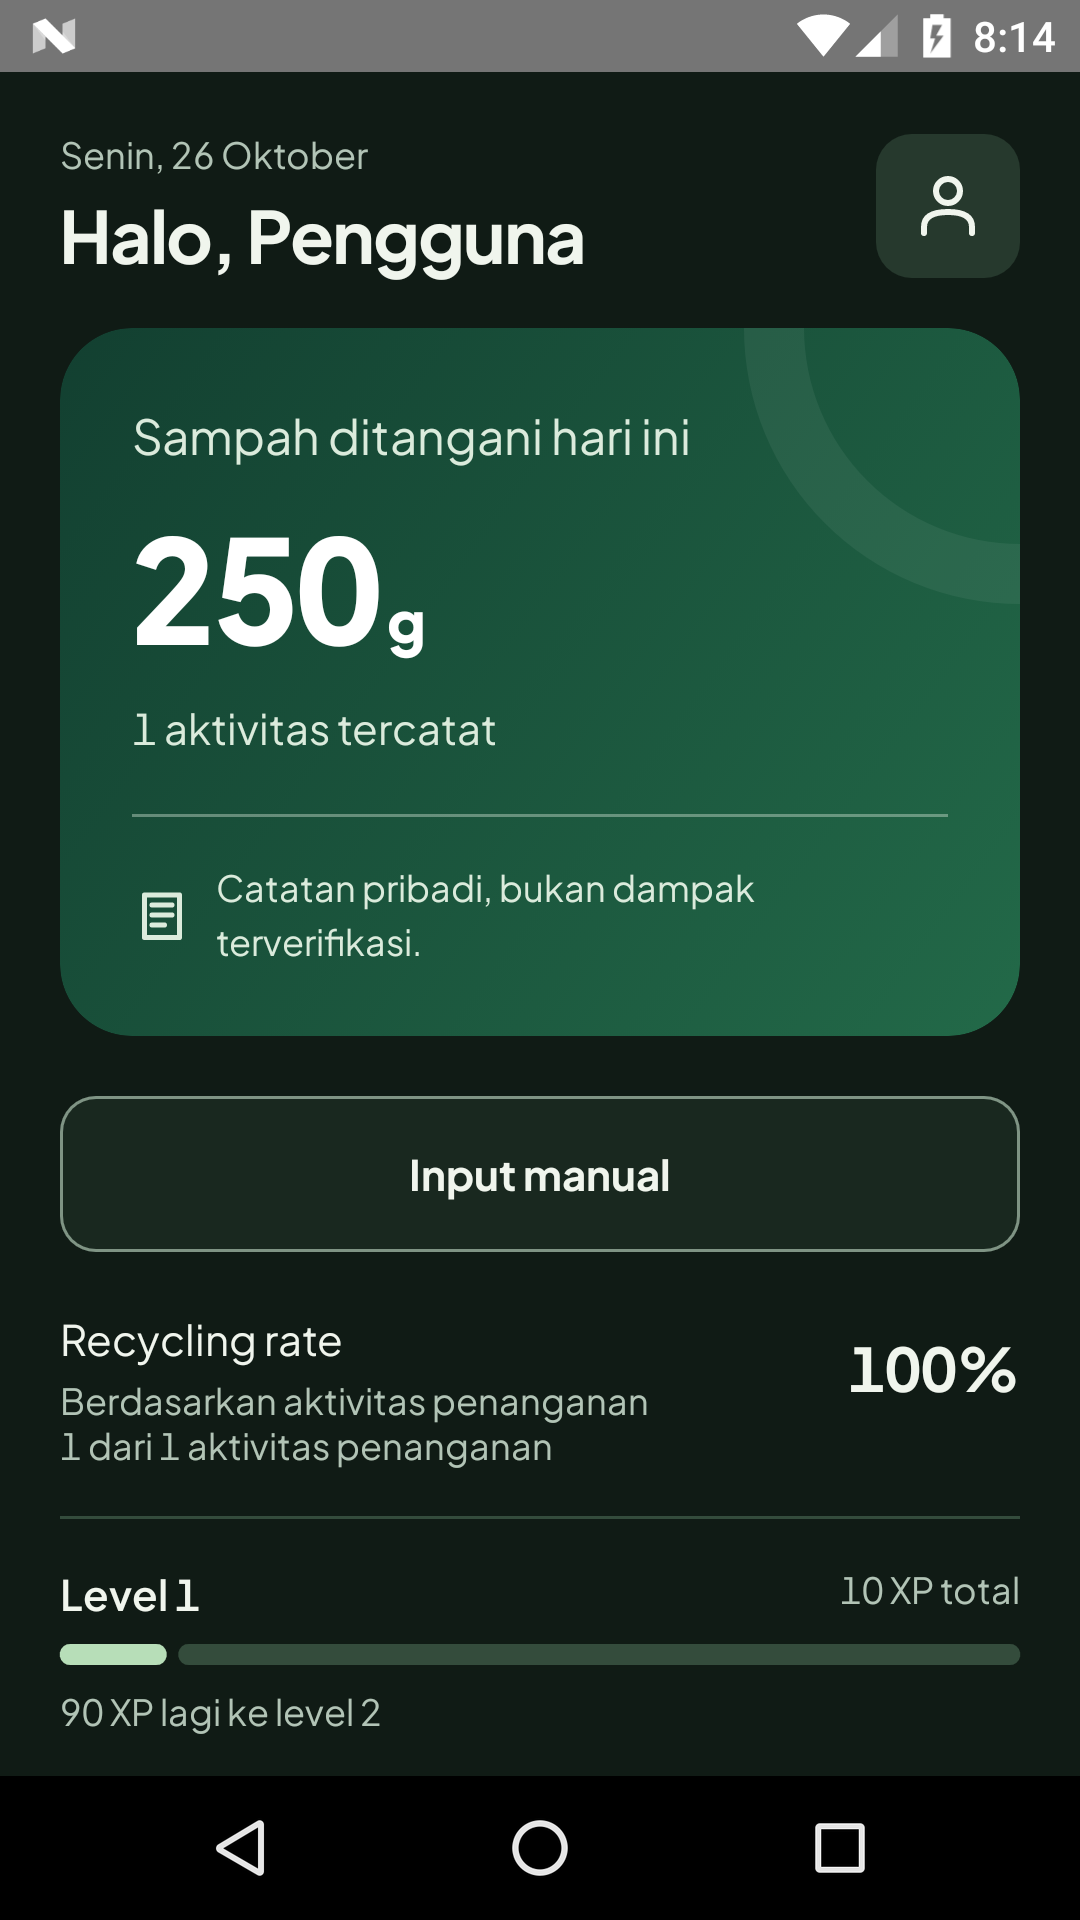 8:14
Senin, 26 Oktober
Halo, Pengguna
Sampah ditangani hari ini
250g
1 aktivitas tercatat
Catatan pribadi, bukan dampak
terverifikasi.
Input manual
Recycling rate
100%
Berdasarkan aktivitas penanganan
1 dari 1 aktivitas penanganan
Level 1
10 XP total
90 XP lagi ke level 2